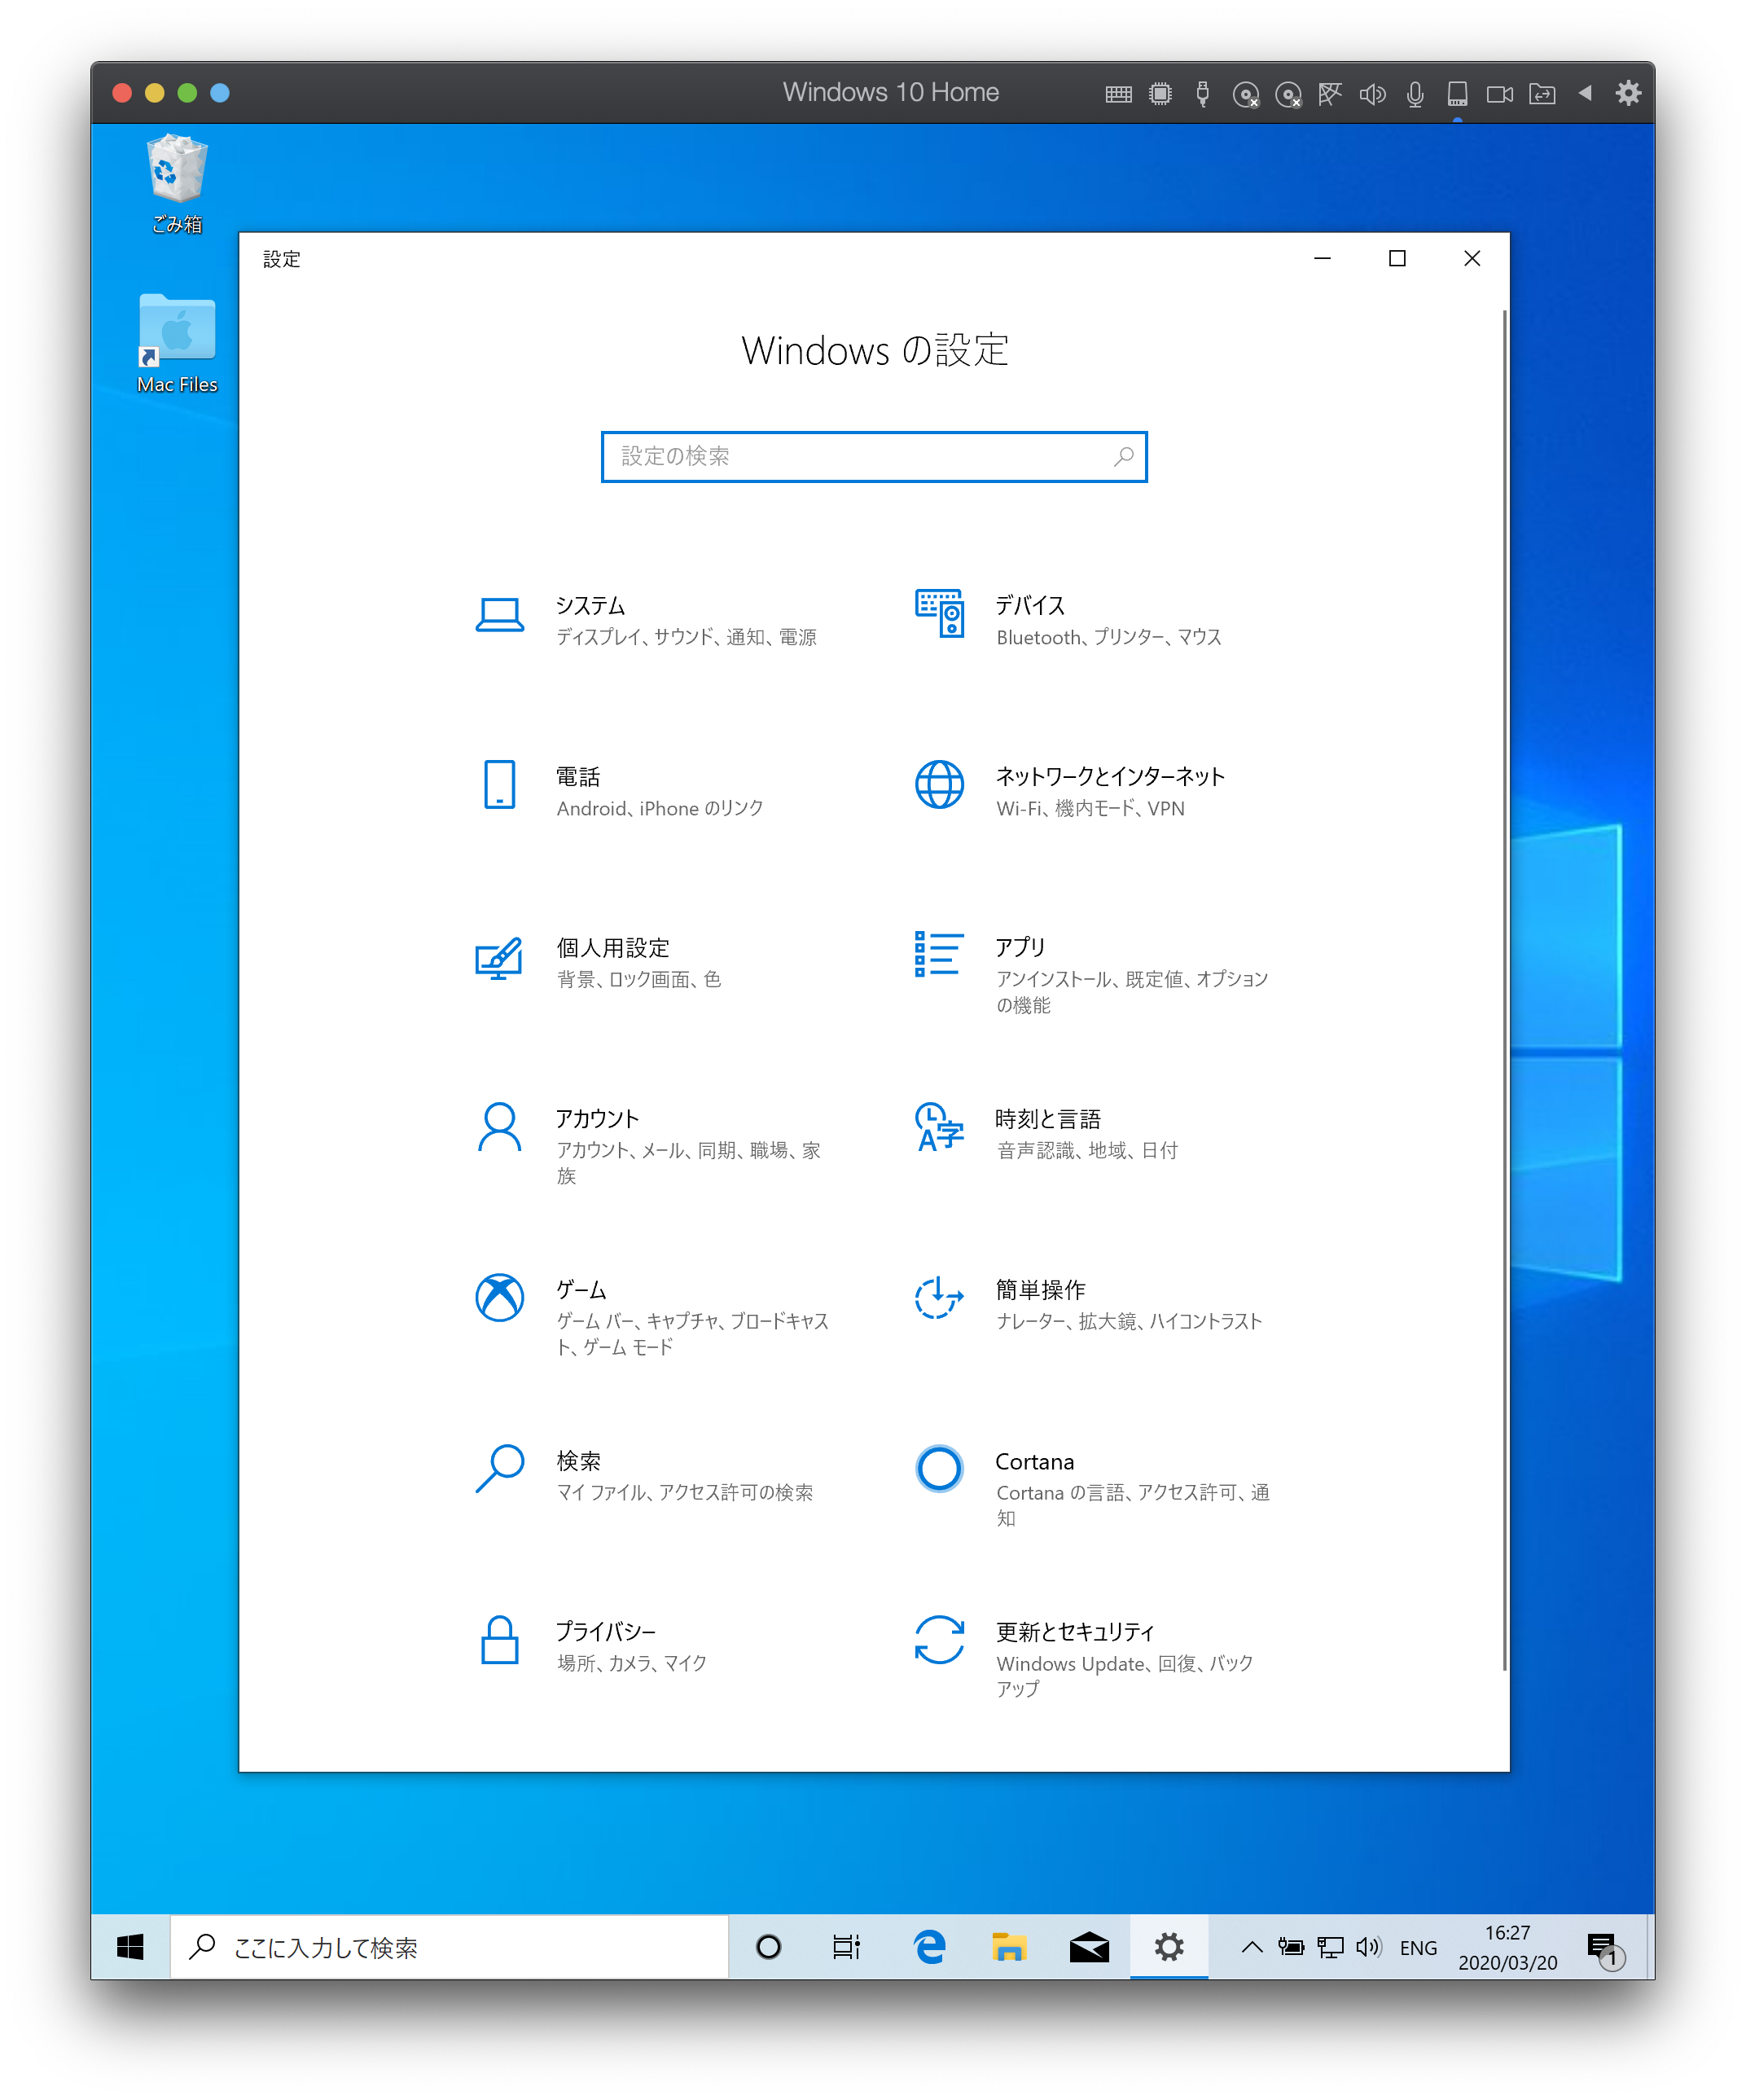 Windows 10 Home
ごみ箱
Mac Files
設定
Windows の設定
設定の検索
システム
ディスプレイ、サウンド、通知、電源
デバイス
Bluetooth、プリンター、マウス
電話
Android、iPhone のリンク
ネットワークとインターネット
Wi-Fi、機内モード、VPN
個人用設定
背景、ロック画面、色
アプリ
アンインストール、既定値、オプション
の機能
アカウント
アカウント、メール、同期、職場、家
族
時刻と言語
音声認識、地域、日付
ゲーム
ゲーム バー、キャプチャ、ブロードキャス
ト、ゲーム モード
簡単操作
ナレーター、拡大鏡、ハイコントラスト
検索
マイ ファイル、アクセス許可の検索
Cortana
Cortana の言語、アクセス許可、通
知
プライバシー
場所、カメラ、マイク
更新とセキュリティ
Windows Update、回復、バック
アップ
ここに入力して検索
ENG
16:27
2020/03/20
1